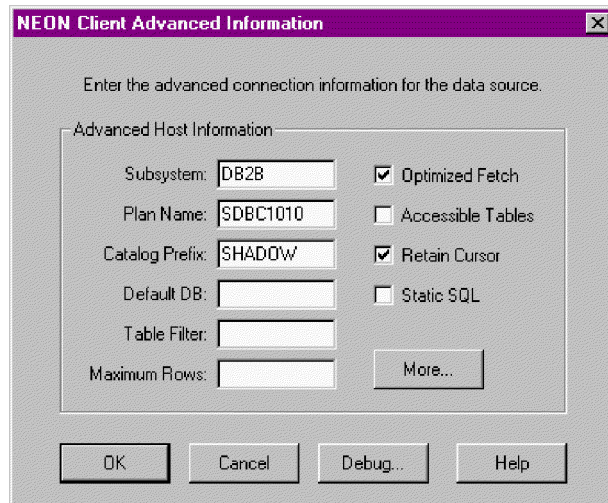 NEON Client Advanced Information
Enter the advanced connection information for the data source.
Advanced Host Information
Subsystem: DB2B Optimized Fetch
Plan Name: SDBC1010 Accessible Tables
Catalog Prefix: SHADOW Retain Cursor
Default DB: Static SQL
Table Filter:
Maximum Rows: More...
OK Cancel Debug... Help